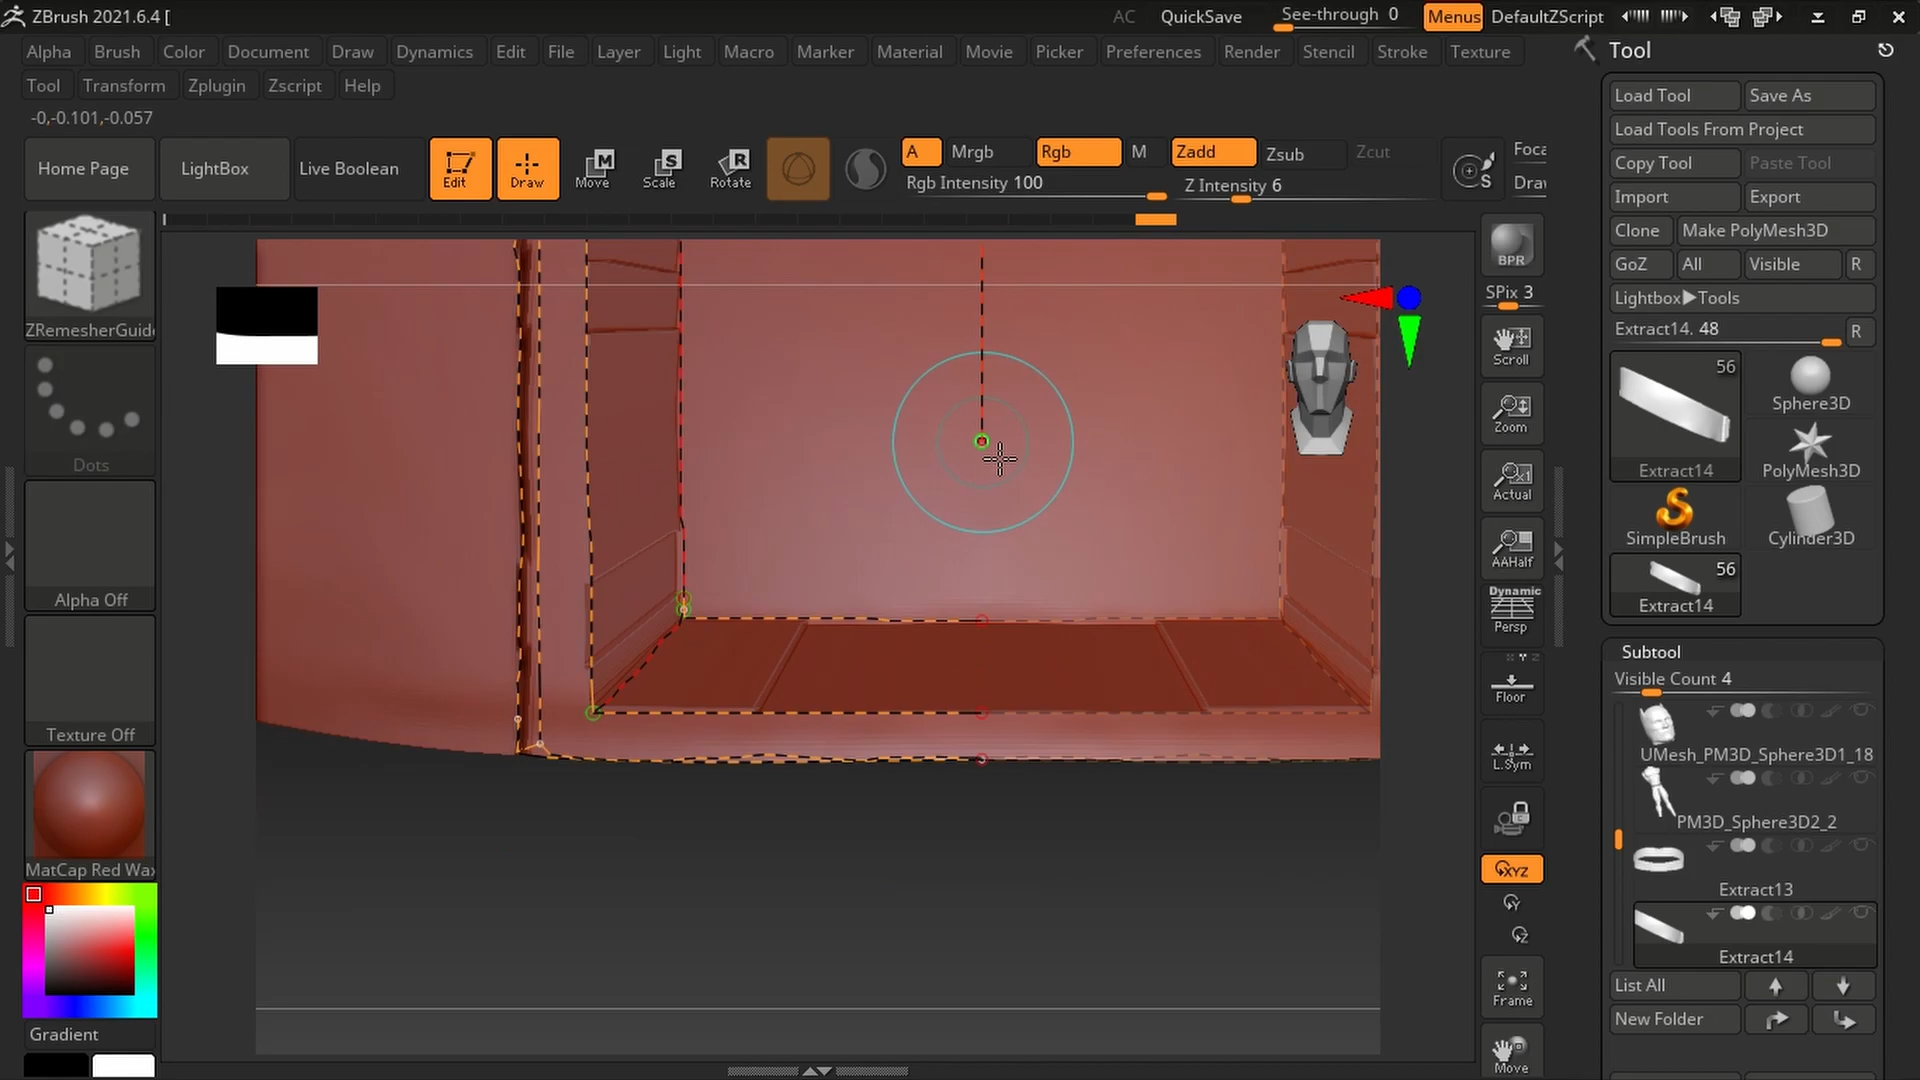 ZBrush 2021.6.4 [
AC QuickSave See-through 0 Menus DefaultZScript
Alpha Brush Color Document Draw Dynamics Edit File Layer Light Macro Marker Material Movie Picker Preferences Render Stencil Stroke Texture
Tool Transform Zplugin Zscript Help
-0,-0.101,-0.057
Home Page LightBox Live Boolean Edit Draw Move Scale Rotate
M S R
A Mrgb Rgb M Zadd Zsub Zcut
Rgb Intensity 100 Z Intensity 6
S
Foca
Draw
ZRemesherGuide
Dots
Alpha Off
Texture Off
MatCap Red Wax
Gradient
BPR
SPix 3
Scroll
Zoom
Actual
AAHalf
Dynamic
Persp
Floor
L.Sym
XYZ
Y
Z
Frame
Move
Tool
Load Tool Save As
Load Tools From Project
Copy Tool Paste Tool
Import Export
Clone Make PolyMesh3D
GoZ All Visible R
Lightbox▶Tools
Extract14. 48 R
56
Extract14
Sphere3D
PolyMesh3D
SimpleBrush
Cylinder3D
56
Extract14
Subtool
Visible Count 4
UMesh_PM3D_Sphere3D1_18
PM3D_Sphere3D2_2
Extract13
Extract14
List All
New Folder